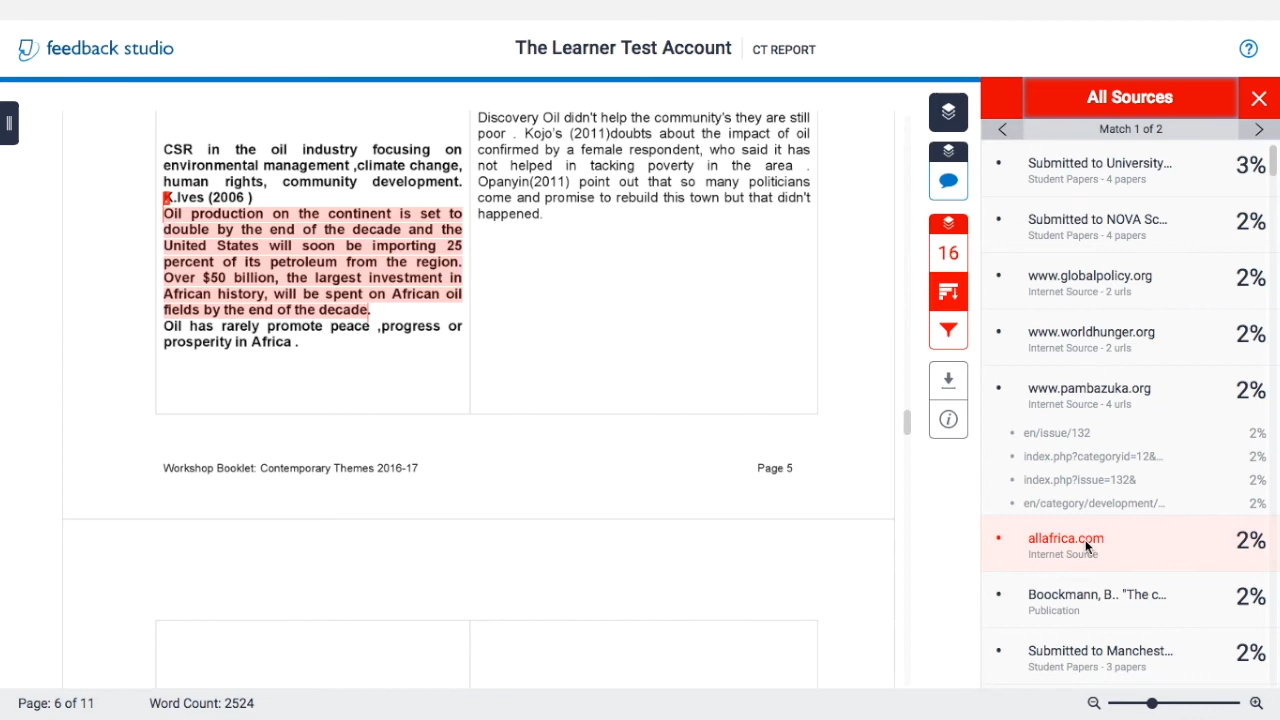 feedback studio
The Learner Test Account
CT REPORT
?
CSR in the oil industry focusing on
environmental management ,climate change,
human rights, community development.
K.Ives (2006 )
Oil production on the continent is set to
double by the end of the decade and the
United States will soon be importing 25
percent of its petroleum from the region.
Over $50 billion, the largest investment in
African history, will be spent on African oil
fields by the end of the decade.
Oil has rarely promote peace ,progress or
prosperity in Africa .
Discovery Oil didn't help the community's they are still
poor . Kojo's (2011)doubts about the impact of oil
confirmed by a female respondent, who said it has
not helped in tacking poverty in the area .
Opanyin(2011) point out that so many politicians
come and promise to rebuild this town but that didn't
happened.
Workshop Booklet: Contemporary Themes 2016-17
Page 5
16
i
All Sources
Match 1 of 2
Submitted to University... 3%
Student Papers - 4 papers
Submitted to NOVA Sc... 2%
Student Papers - 4 papers
www.globalpolicy.org 2%
Internet Source - 2 urls
www.worldhunger.org 2%
Internet Source - 2 urls
www.pambazuka.org 2%
Internet Source - 4 urls
en/issue/132 2%
index.php?categoryid=12&... 2%
index.php?issue=132& 2%
en/category/development/... 2%
allafrica.com 2%
Internet Source
Boockmann, B.. "The c... 2%
Publication
Submitted to Manchest... 2%
Student Papers - 3 papers
Page: 6 of 11
Word Count: 2524